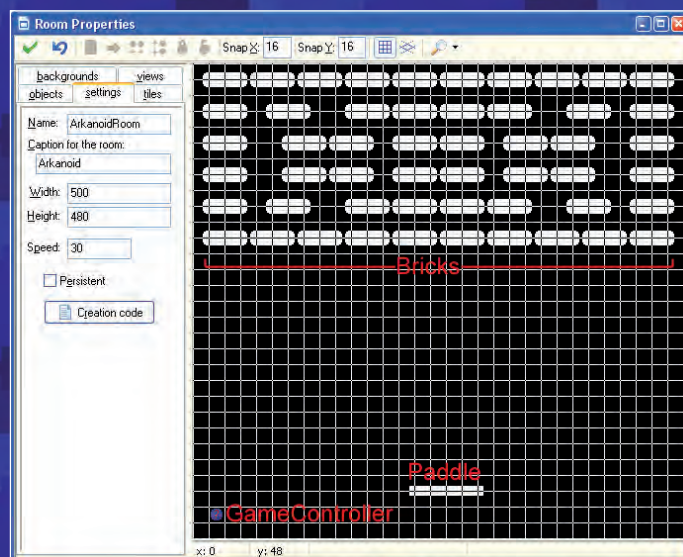 Room Properties
Snap X: 16 Snap Y: 16
backgrounds views
objects settings tiles
Name: ArkanoidRoom
Caption for the room:
Arkanoid
Width: 500
Height: 480
Speed: 30
Persistent
Creation code
Bricks
Paddle
GameController
x: 0 y: 48